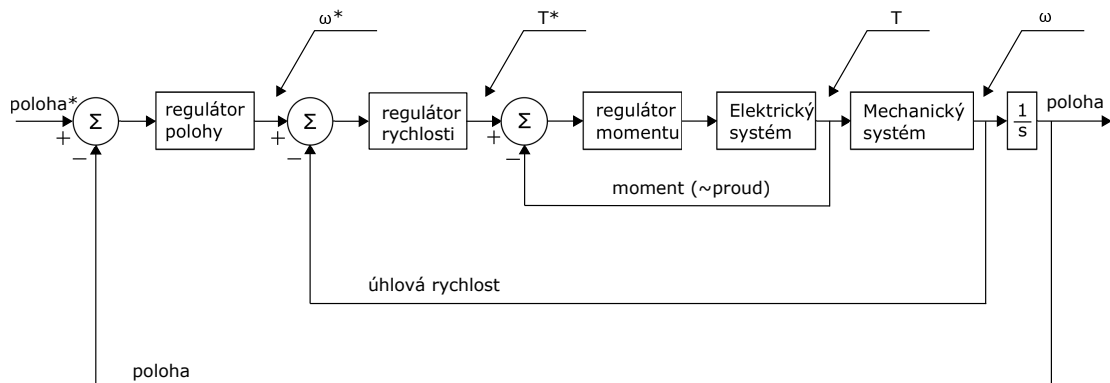 ω*
T*
T
ω
poloha*
Σ
+
−
regulátor
polohy
Σ
+
−
regulátor
rychlosti
Σ
+
−
regulátor
momentu
Elektrický
systém
Mechanický
systém
1
s
poloha
moment (~proud)
úhlová rychlost
poloha